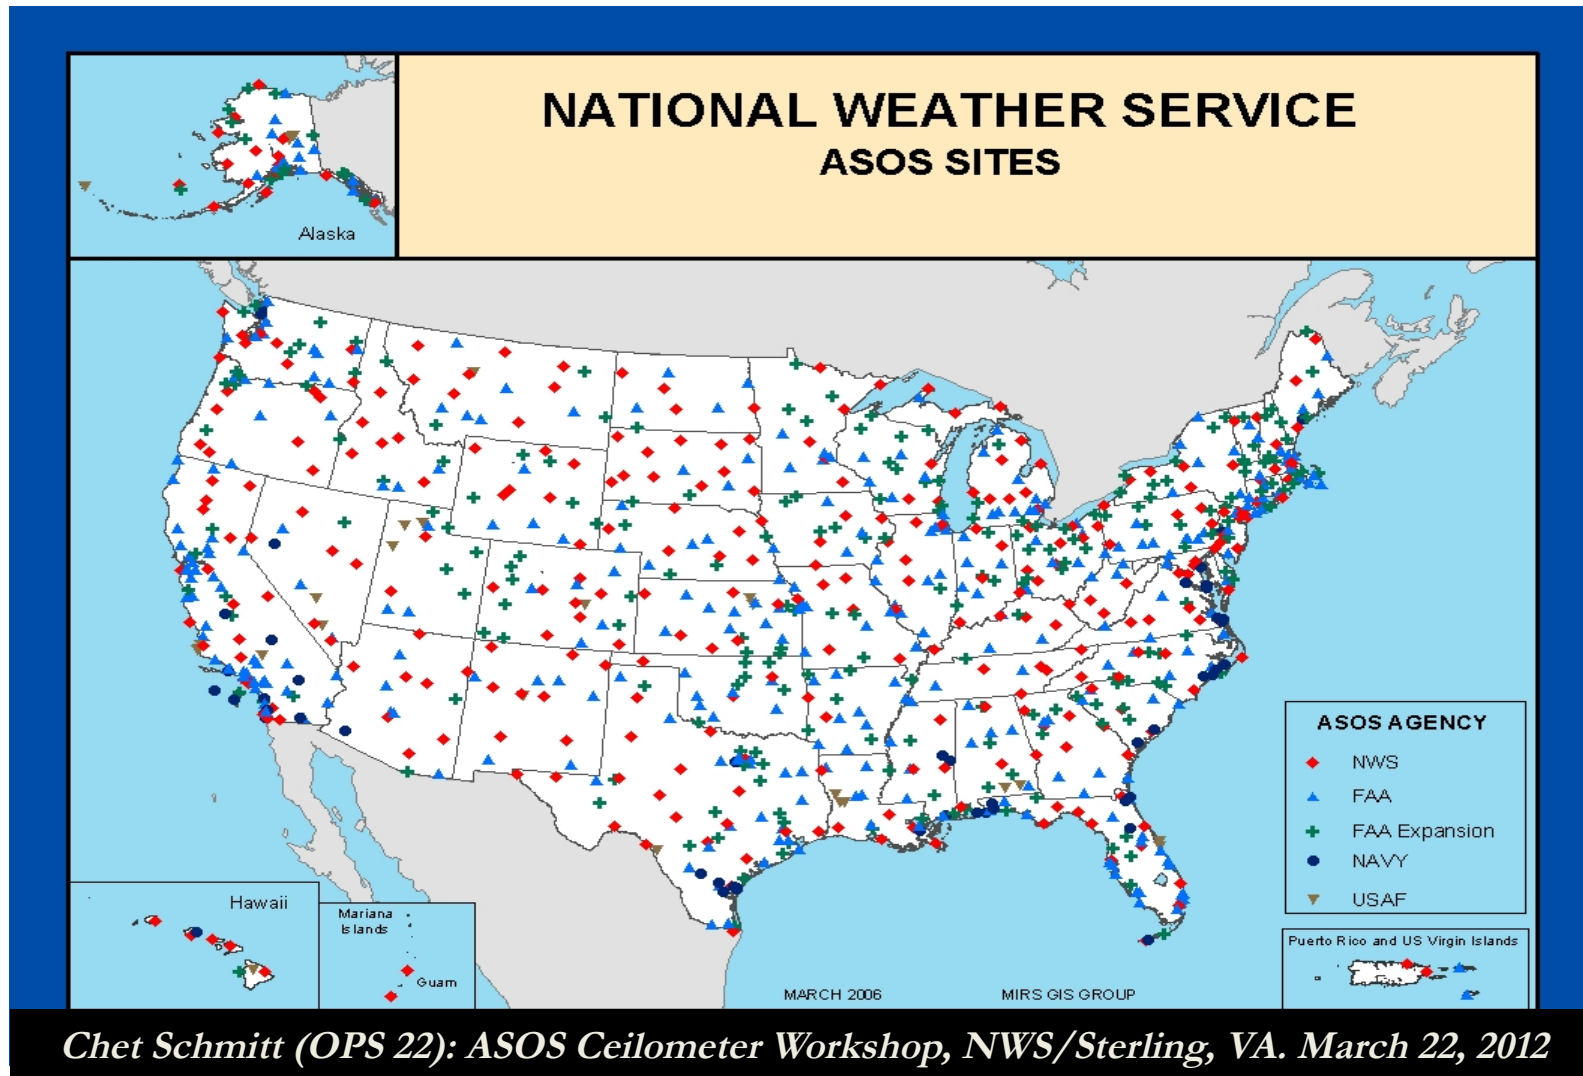 NATIONAL WEATHER SERVICE
ASOS SITES
Alaska
ASOS AGENCY
NWS
FAA
FAA Expansion
NAVY
USAF
Hawaii
Mariana
Islands
Guam
Puerto Rico and US Virgin Islands
MARCH 2006
MIRS GIS GROUP
Chet Schmitt (OPS 22): ASOS Ceilometer Workshop, NWS/Sterling, VA. March 22, 2012